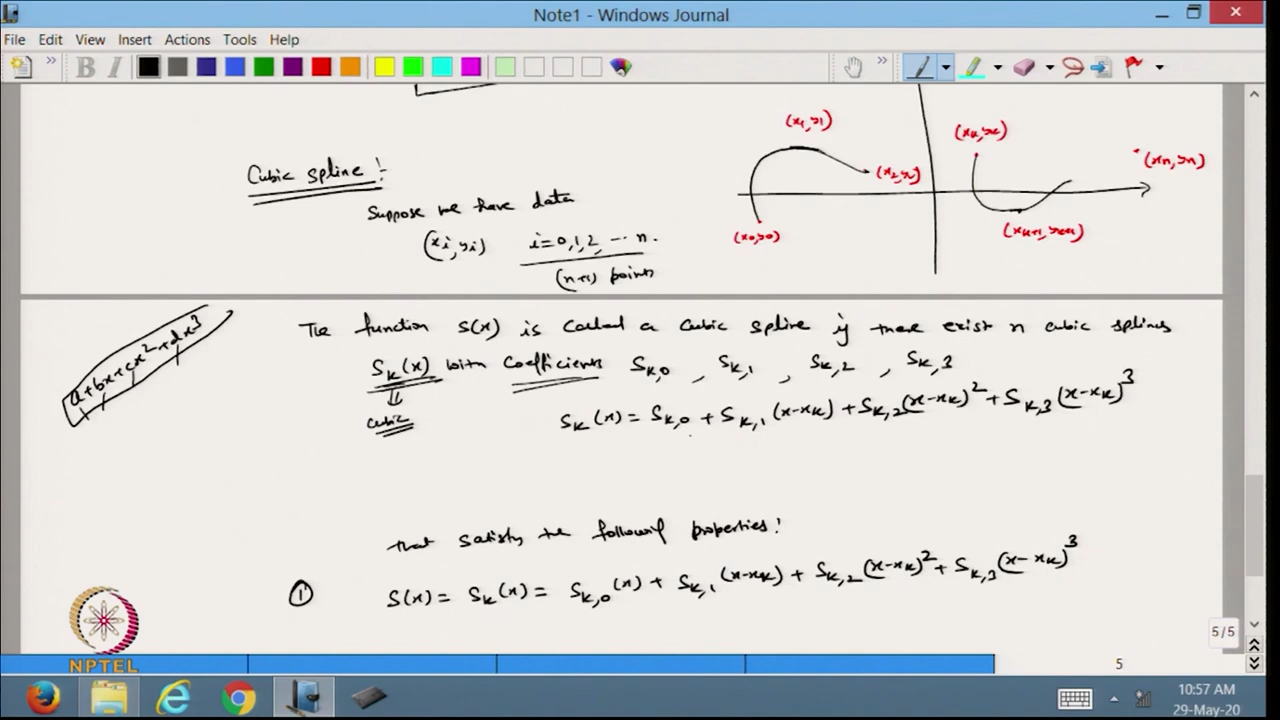 Note1 - Windows Journal
File Edit View Insert Actions Tools Help
(x1,y1)
(x2,y2)
(x0,y0)
(xk,yk)
(xn,yn)
(xk+1,yk+1)
Cubic spline!
Suppose we have data
(xi,yi) i=0,1,2, ... n.
(n+1) points
a+bx+cx²+dx³
The function S(x) is called a cubic spline if there exist n cubic splines
Sk(x) with coefficients Sk,0 , Sk,1 , Sk,2 , Sk,3
cubic
Sk(x) = Sk,0 + Sk,1 (x-xk) + Sk,2 (x-xk)² + Sk,3 (x-xk)³
that satisfy the following properties!
① S(x) = Sk(x) = Sk,0 (x) + Sk,1 (x-xk) + Sk,2 (x-xk)² + Sk,3 (x-xk)³
5/5
NPTEL
5
10:57 AM
29-May-20